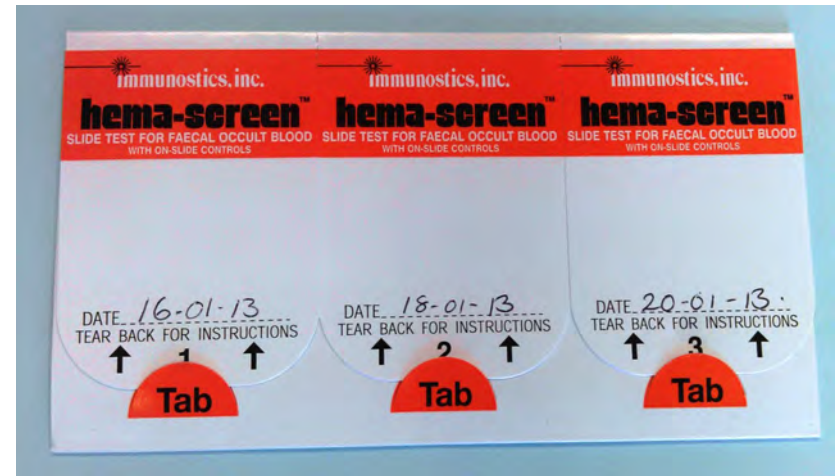 immunostics, inc.
hema-screen™
SLIDE TEST FOR FAECAL OCCULT BLOOD
WITH ON-SLIDE CONTROLS
DATE 16-01-13
TEAR BACK FOR INSTRUCTIONS
1
Tab
immunostics, inc.
hema-screen™
SLIDE TEST FOR FAECAL OCCULT BLOOD
WITH ON-SLIDE CONTROLS
DATE 18-01-13
TEAR BACK FOR INSTRUCTIONS
2
Tab
immunostics, inc.
hema-screen™
SLIDE TEST FOR FAECAL OCCULT BLOOD
WITH ON-SLIDE CONTROLS
DATE 20-01-13.
TEAR BACK FOR INSTRUCTIONS
3
Tab